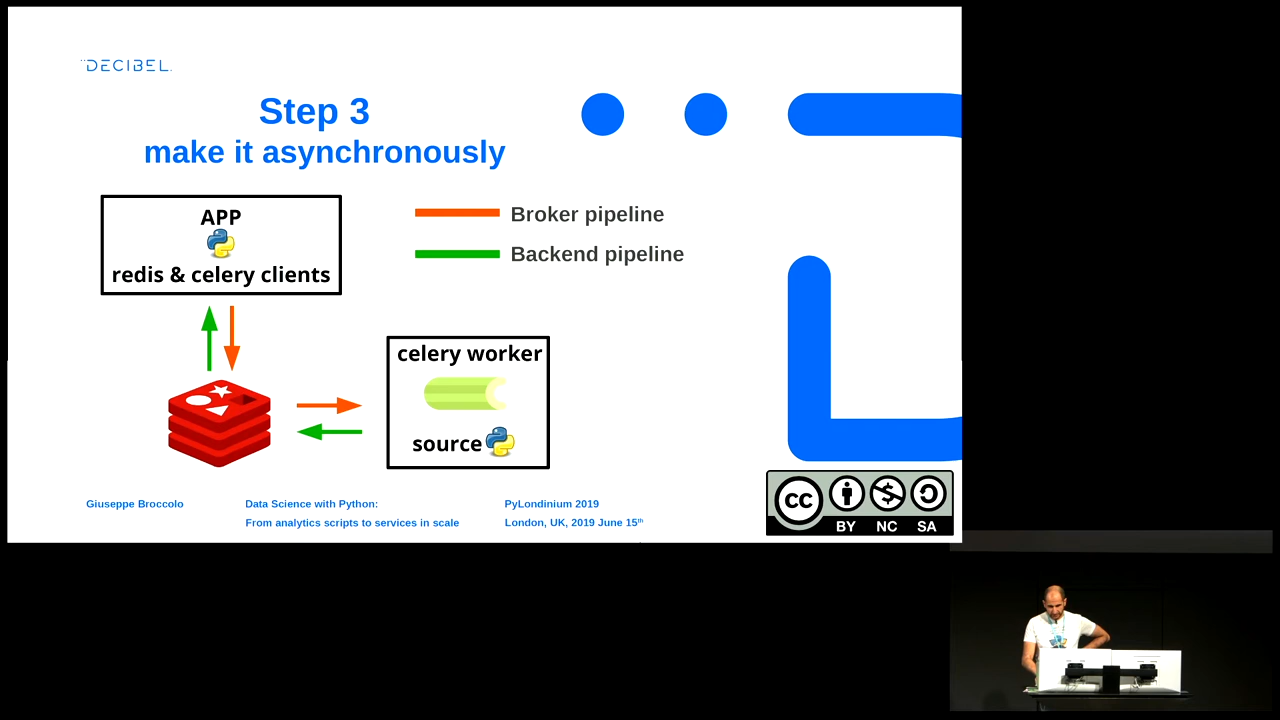 DECIBEL
Step 3
make it asynchronously
APP
redis & celery clients
Broker pipeline
Backend pipeline
celery worker
source
Giuseppe Broccolo
Data Science with Python:
From analytics scripts to services in scale
PyLondinium 2019
London, UK, 2019 June 15th
CC
BY NC SA